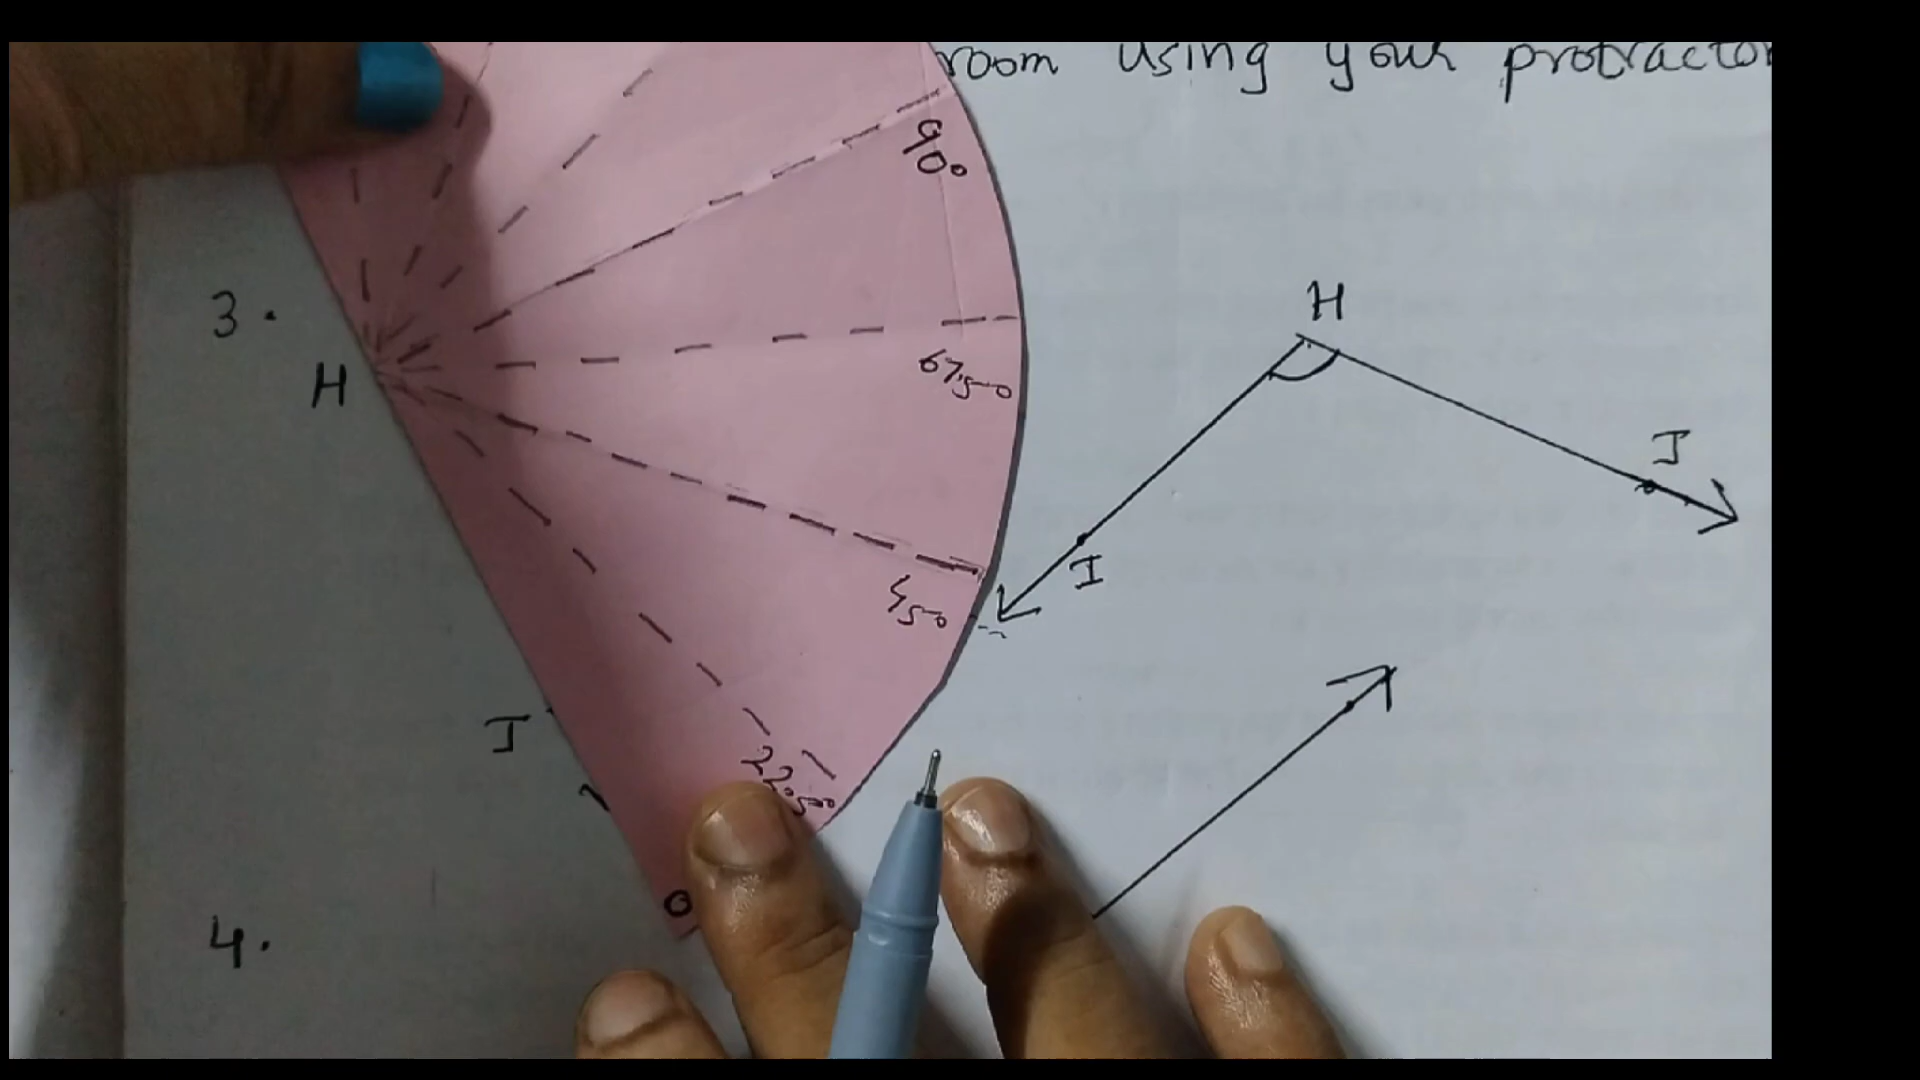 room using your protractor
90°
3.
H
H
67.5°
J
I
45°
J
22.5°
0
4.